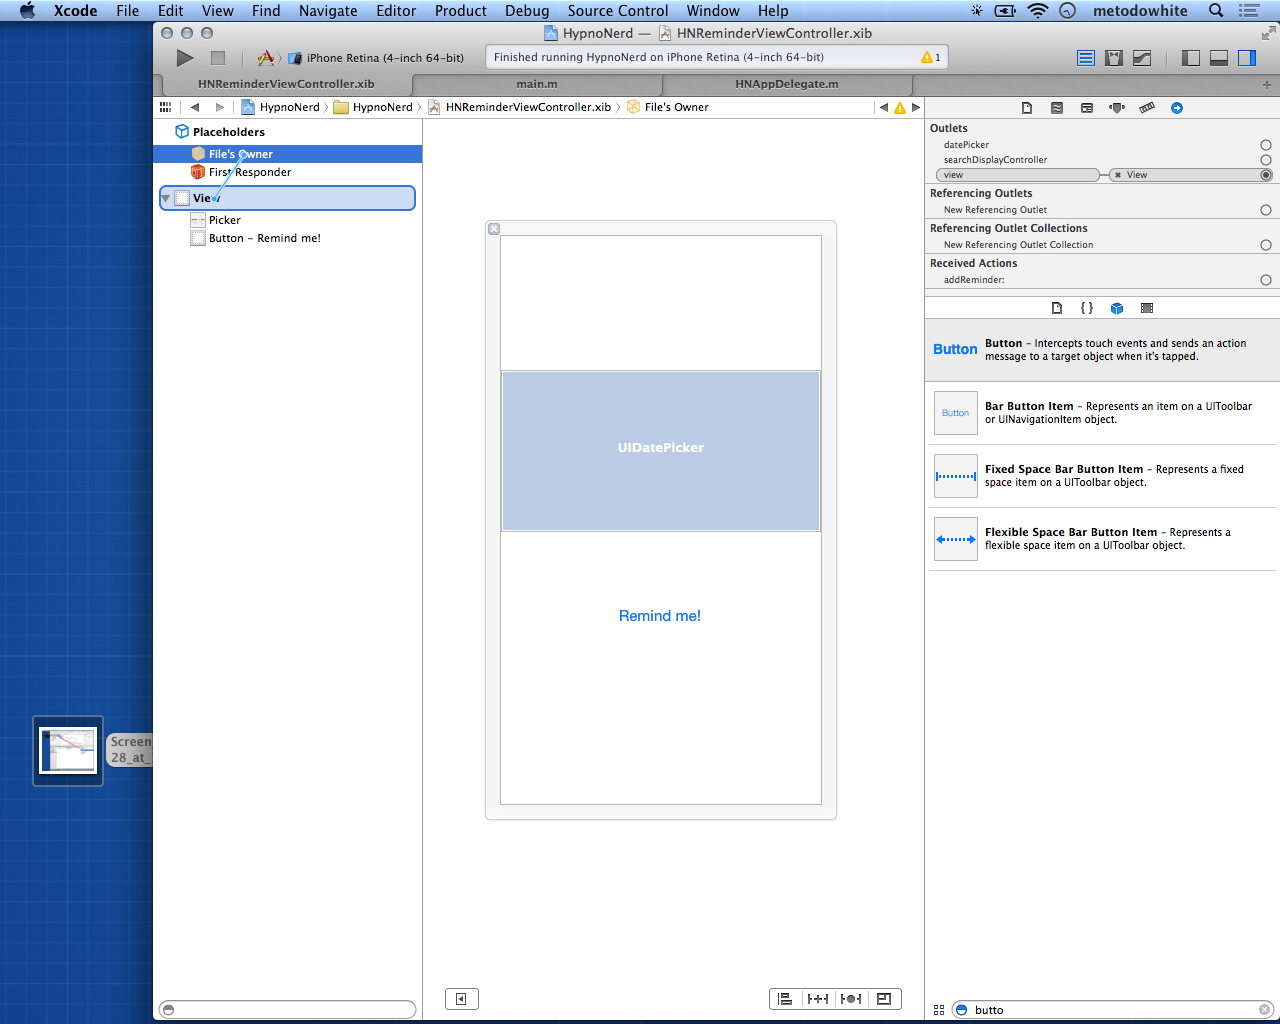 Xcode File Edit View Find Navigate Editor Product Debug Source Control Window Help metodowhite
HypnoNerd — HNReminderViewController.xib
iPhone Retina (4-inch 64-bit)
Finished running HypnoNerd on iPhone Retina (4-inch 64-bit) 1
HNReminderViewController.xib main.m HNAppDelegate.m
HypnoNerd HypnoNerd HNReminderViewController.xib File's Owner
Placeholders
File's Owner
First Responder
View
Picker
Button - Remind me!
UIDatePicker
Remind me!
Outlets
datePicker
searchDisplayController
view View
Referencing Outlets
New Referencing Outlet
Referencing Outlet Collections
New Referencing Outlet Collection
Received Actions
addReminder:
Button
Button - Intercepts touch events and sends an action
message to a target object when it's tapped.
Button
Bar Button Item - Represents an item on a UIToolbar
or UINavigationItem object.
Fixed Space Bar Button Item - Represents a fixed
space item on a UIToolbar object.
Flexible Space Bar Button Item - Represents a
flexible space item on a UIToolbar object.
Screen
28_at_
butto